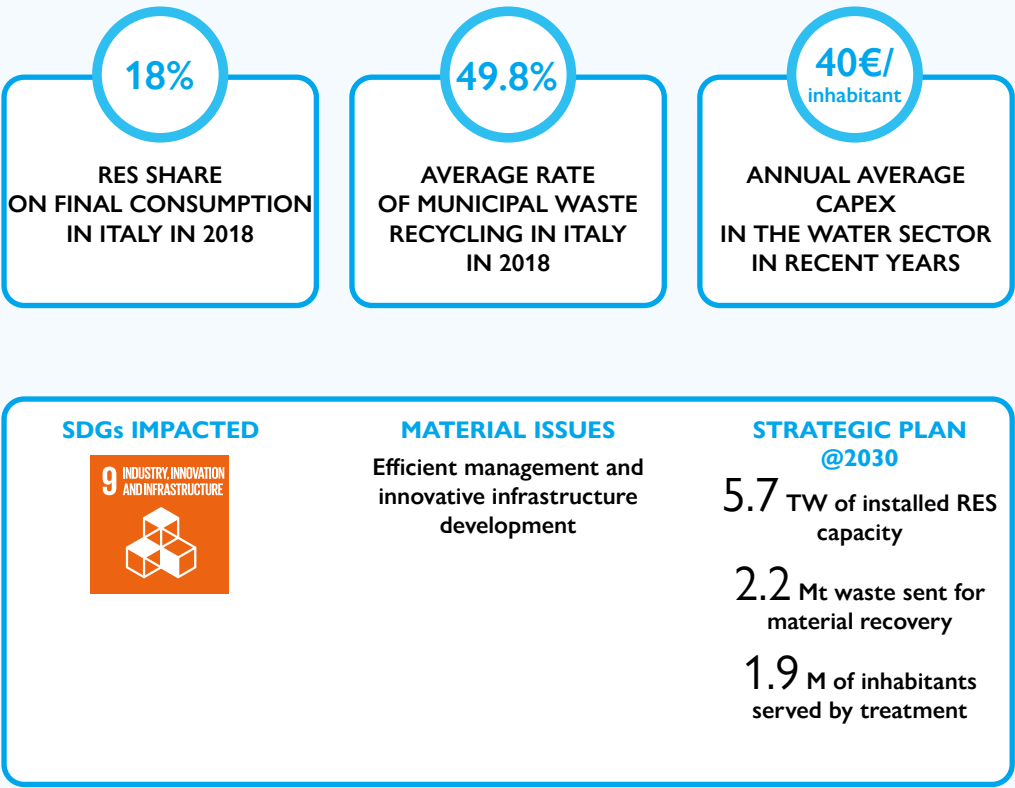 18%
RES SHARE
ON FINAL CONSUMPTION
IN ITALY IN 2018
49.8%
AVERAGE RATE
OF MUNICIPAL WASTE
RECYCLING IN ITALY
IN 2018
40€/
inhabitant
ANNUAL AVERAGE
CAPEX
IN THE WATER SECTOR
IN RECENT YEARS
SDGs IMPACTED
9 INDUSTRY, INNOVATION
AND INFRASTRUCTURE
MATERIAL ISSUES
Efficient management and
innovative infrastructure
development
STRATEGIC PLAN
@2030
5.7 TW of installed RES
capacity
2.2 Mt waste sent for
material recovery
1.9 M of inhabitants
served by treatment